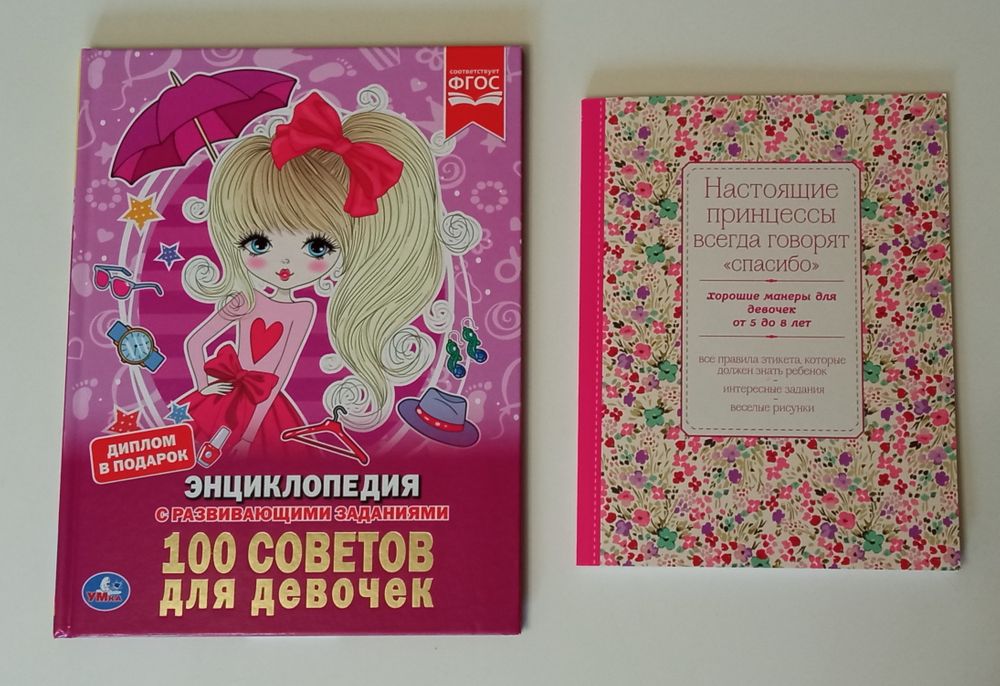 соответствует
ФГОС
ДИПЛОМ
В ПОДАРОК
ЭНЦИКЛОПЕДИЯ
С РАЗВИВАЮЩИМИ ЗАДАНИЯМИ
100 СОВЕТОВ
для девочек
УМка
Настоящие
принцессы
всегда говорят
«спасибо»
Хорошие манеры для
девочек
от 5 до 8 лет
все правила этикета, которые
должен знать ребенок
-
интересные задания
-
веселые рисунки